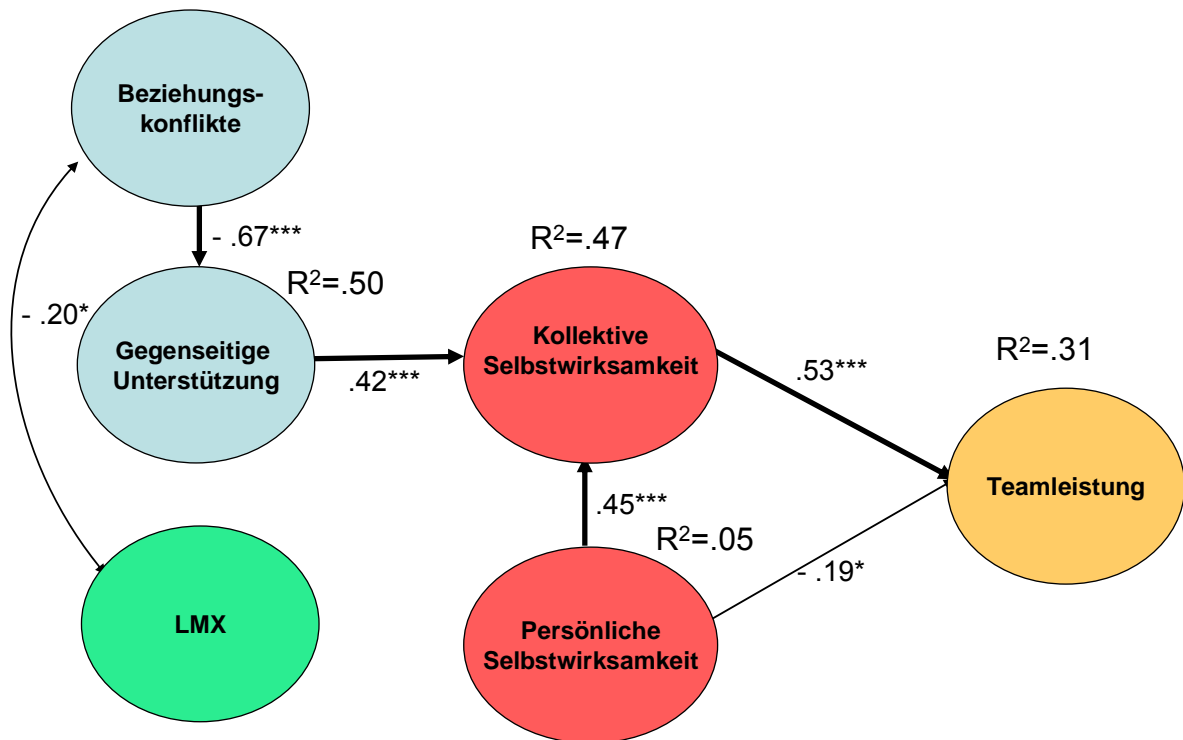 Beziehungs-
konflikte
- .67***
R²=.47
R²=.50
- .20*
Gegenseitige
Unterstützung
.42***
Kollektive
Selbstwirksamkeit
.53***
R²=.31
Teamleistung
.45***
R²=.05
- .19*
LMX
Persönliche
Selbstwirksamkeit